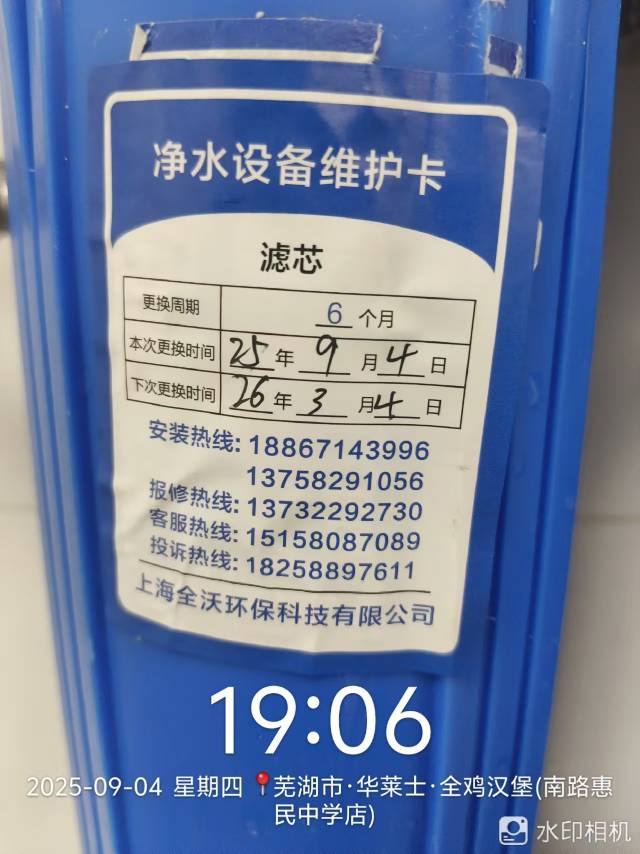 净水设备维护卡
滤芯
更换周期 6 个月
本次更换时间 25 年 9 月 4 日
下次更换时间 26 年 3 月 4 日
安装热线: 18867143996
13758291056
报修热线: 13732292730
客服热线: 15158087089
投诉热线: 18258897611
上海全沃环保科技有限公司
19:06
2025-09-04 星期四 芜湖市·华莱士·全鸡汉堡(南路惠
民中学店)
水印相机